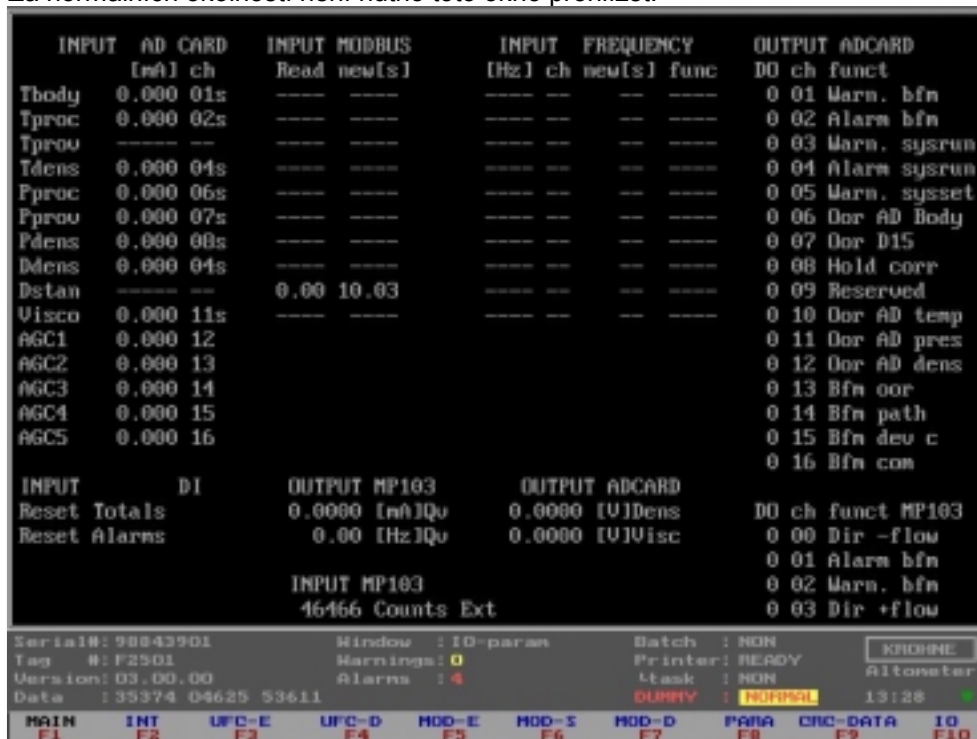 Za normálních okolností není nutné toto okno prohlížet.
INPUT AD CARD INPUT MODBUS INPUT FREQUENCY OUTPUT ADCARD
[mA] ch Read new[s] [Hz] ch new[s] func DO ch funct
Tbody 0.000 01s ---- ---- ---- -- -- ---- 0 01 Warn. bfm
Tproc 0.000 02s ---- ---- ---- -- -- ---- 0 02 Alarm bfm
Tprov ----- -- ---- ---- ---- -- -- ---- 0 03 Warn. sysrun
Tdens 0.000 04s ---- ---- ---- -- -- ---- 0 04 Alarm sysrun
Pproc 0.000 06s ---- ---- ---- -- -- ---- 0 05 Warn. sysset
Pprov 0.000 07s ---- ---- ---- -- -- ---- 0 06 Oor AD Body
Pdens 0.000 08s ---- ---- ---- -- -- ---- 0 07 Oor D15
Ddens 0.000 04s ---- ---- ---- -- -- ---- 0 08 Hold corr
Dstan ----- -- 0.00 10.03 ---- -- -- ---- 0 09 Reserved
Visco 0.000 11s ---- ---- ---- -- -- ---- 0 10 Oor AD temp
AGC1 0.000 12 0 11 Oor AD pres
AGC2 0.000 13 0 12 Oor AD dens
AGC3 0.000 14 0 13 Bfm oor
AGC4 0.000 15 0 14 Bfm path
AGC5 0.000 16 0 15 Bfm dev c
0 16 Bfm com
INPUT DI OUTPUT MP103 OUTPUT ADCARD
Reset Totals 0.0000 [mA]Qv 0.0000 [V]Dens DO ch funct MP103
Reset Alarms 0.00 [Hz]Qv 0.0000 [V]Visc 0 00 Dir -flow
0 01 Alarm bfm
INPUT MP103 0 02 Warn. bfm
46466 Counts Ext 0 03 Dir +flow
Serial#: 98843901 Window : IO-param Batch : NON KROHNE
Tag #: F2501 Warnings: 0 Printer: READY Altometer
Version: 03.00.00 Alarms : 4 task : NON
Data : 35374 04625 53611 DUMMY : NORMAL 13:28
MAIN INT UFC-E UFC-D MOD-E MOD-S MOD-D PARA CRC-DATA IO
F1 F2 F3 F4 F5 F6 F7 F8 F9 F10